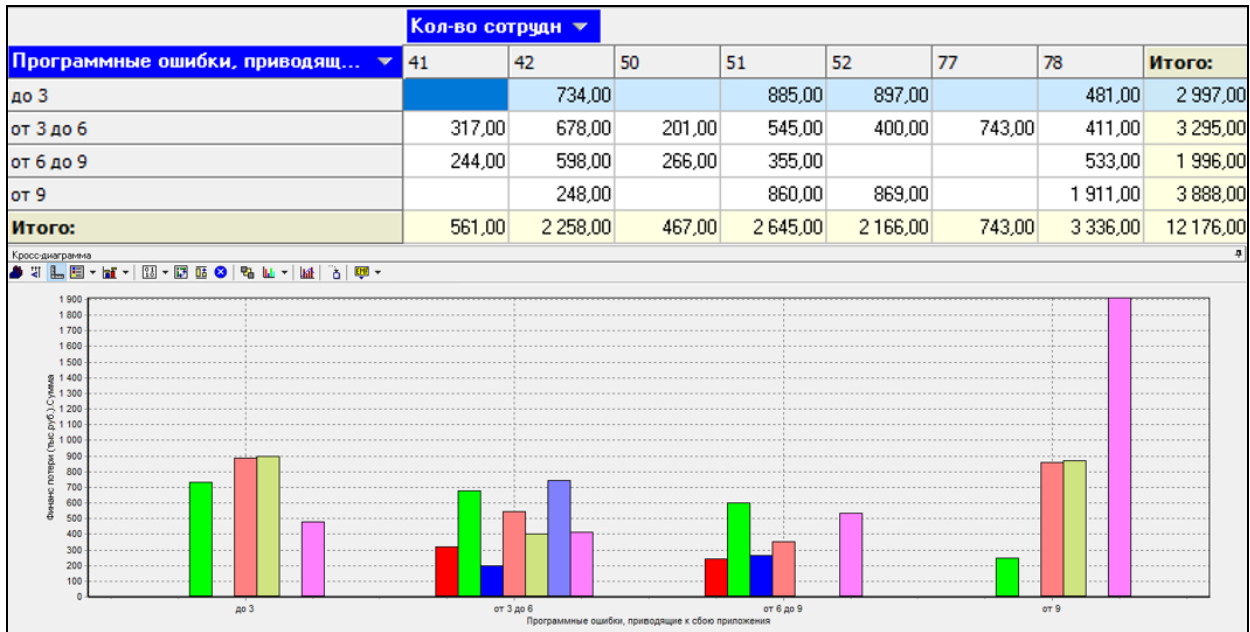 Кол-во сотрудн
Программные ошибки, приводящ... 41 42 50 51 52 77 78 Итого:
до 3 734,00 885,00 897,00 481,00 2 997,00
от 3 до 6 317,00 678,00 201,00 545,00 400,00 743,00 411,00 3 295,00
от 6 до 9 244,00 598,00 266,00 355,00 533,00 1 996,00
от 9 248,00 860,00 869,00 1 911,00 3 888,00
Итого: 561,00 2 258,00 467,00 2 645,00 2 166,00 743,00 3 336,00 12 176,00
Кросс-диаграмма
Финанс потери (тыс.руб.).Сумма
1 900
1 800
1 700
1 600
1 500
1 400
1 300
1 200
1 100
1 000
900
800
700
600
500
400
300
200
100
0
до 3 от 3 до 6 от 6 до 9 от 9
Программные ошибки, приводящие к сбою приложения